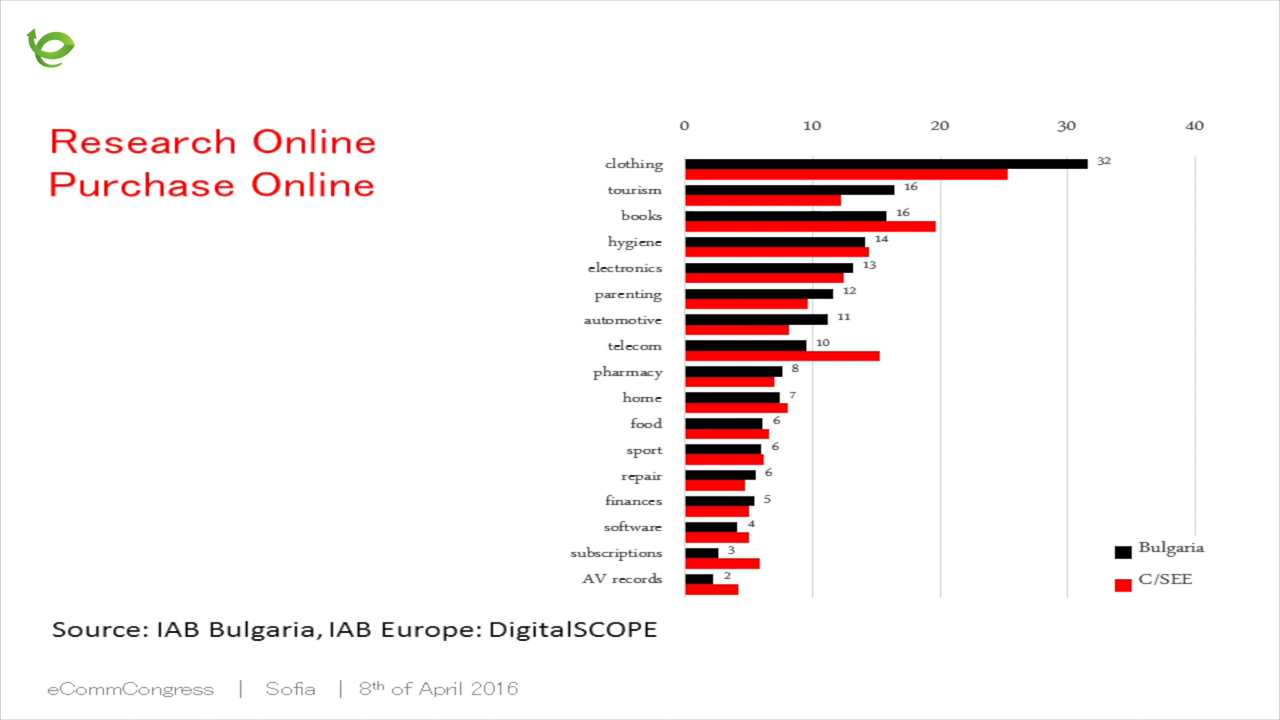 Research Online
Purchase Online
0 10 20 30 40
clothing 32
tourism 16
books 16
hygiene 14
electronics 13
parenting 12
automotive 11
telecom 10
pharmacy 8
home 7
food 6
sport 6
repair 6
finances 5
software 4
subscriptions 3
AV records 2
Bulgaria
C/SEE
Source: IAB Bulgaria, IAB Europe: DigitalSCOPE
eCommCongress | Sofia | 8th of April 2016